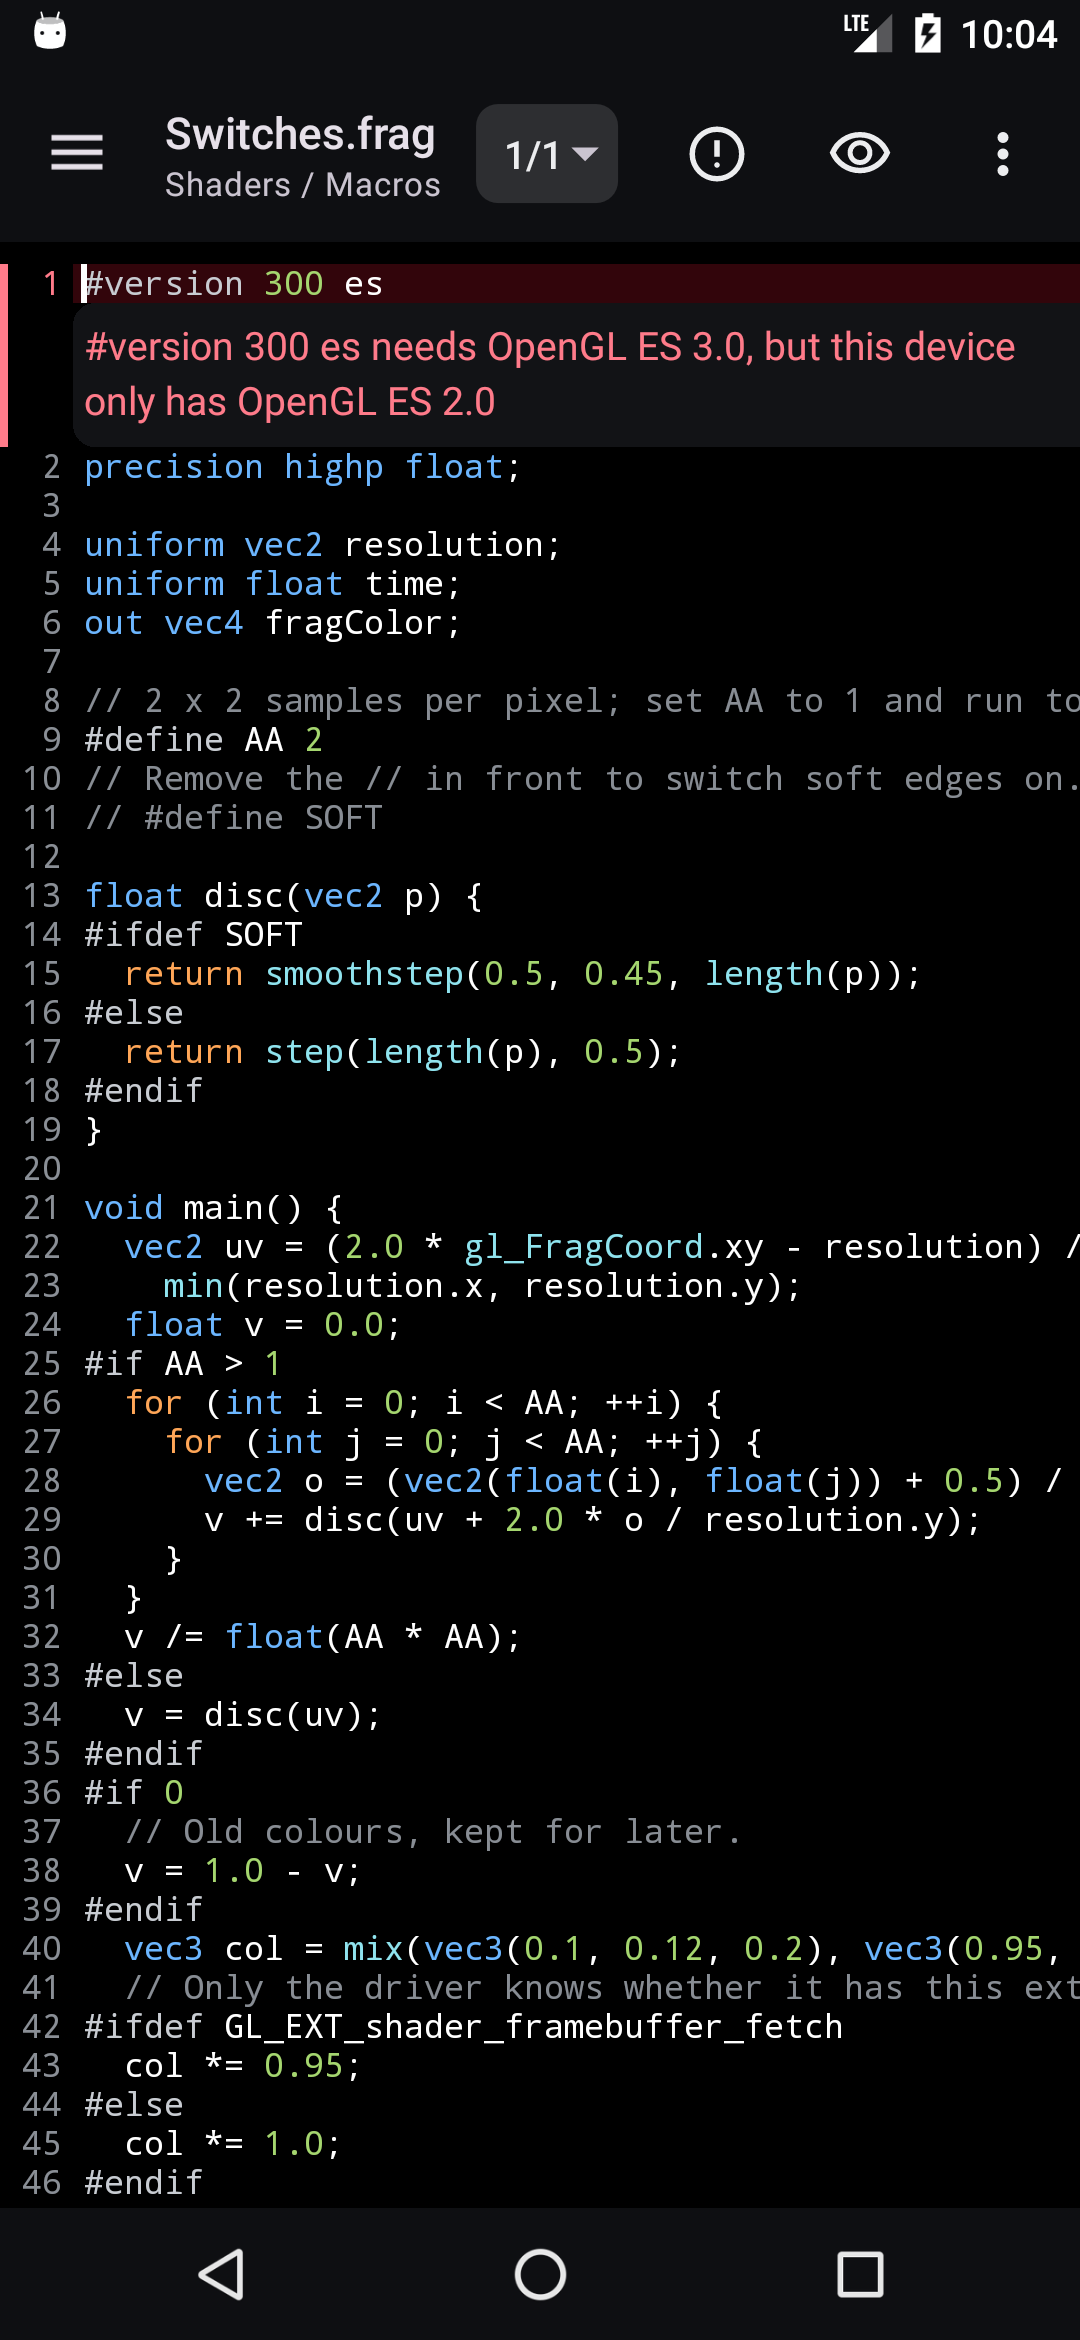 LTE 10:04
Switches.frag
Shaders / Macros
1/1
1 #version 300 es
#version 300 es needs OpenGL ES 3.0, but this device
only has OpenGL ES 2.0
2 precision highp float;
3
4 uniform vec2 resolution;
5 uniform float time;
6 out vec4 fragColor;
7
8 // 2 x 2 samples per pixel; set AA to 1 and run to
9 #define AA 2
10 // Remove the // in front to switch soft edges on.
11 // #define SOFT
12
13 float disc(vec2 p) {
14 #ifdef SOFT
15   return smoothstep(0.5, 0.45, length(p));
16 #else
17   return step(length(p), 0.5);
18 #endif
19 }
20
21 void main() {
22   vec2 uv = (2.0 * gl_FragCoord.xy - resolution) /
23     min(resolution.x, resolution.y);
24   float v = 0.0;
25 #if AA > 1
26   for (int i = 0; i < AA; ++i) {
27     for (int j = 0; j < AA; ++j) {
28       vec2 o = (vec2(float(i), float(j)) + 0.5) /
29       v += disc(uv + 2.0 * o / resolution.y);
30     }
31   }
32   v /= float(AA * AA);
33 #else
34   v = disc(uv);
35 #endif
36 #if 0
37   // Old colours, kept for later.
38   v = 1.0 - v;
39 #endif
40   vec3 col = mix(vec3(0.1, 0.12, 0.2), vec3(0.95,
41   // Only the driver knows whether it has this ext
42 #ifdef GL_EXT_shader_framebuffer_fetch
43   col *= 0.95;
44 #else
45   col *= 1.0;
46 #endif